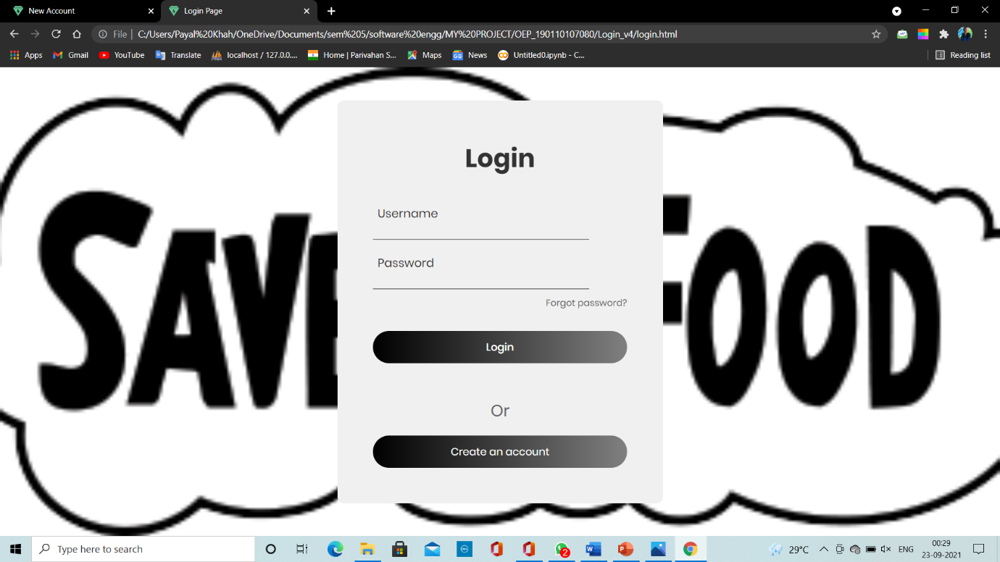 New Account
Login Page
File
C:/Users/Payal%20Khah/OneDrive/Documents/sem%205/software%20engg/MY%20PROJECT/OEP_190110107080/Login_v4/login.html
Apps
Gmail
YouTube
Translate
localhost / 127.0.0....
Home | Parivahan S...
Maps
News
Untitled0.ipynb - C...
Reading list
SAVE FOOD
Login
Username
Password
Forgot password?
Login
Or
Create an account
Type here to search
2
29°C
ENG
00:29
23-09-2021